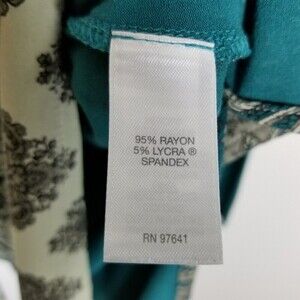 95% RAYON
5% LYCRA ®
SPANDEX
RN 97641